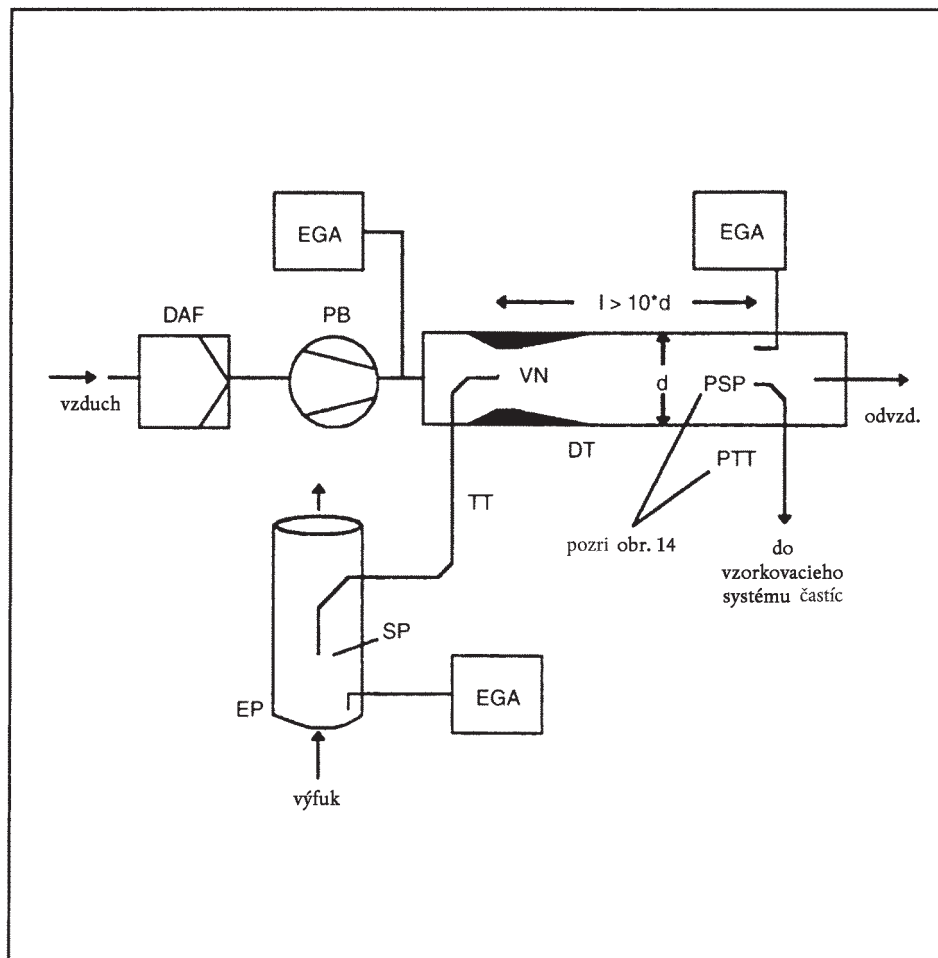 EGA
EGA
l > 10*d
DAF
PB
VN
d
PSP
vzduch
odvzd.
DT
PTT
TT
pozri obr. 14
do
vzorkovacieho
systému častíc
SP
EGA
EP
výfuk